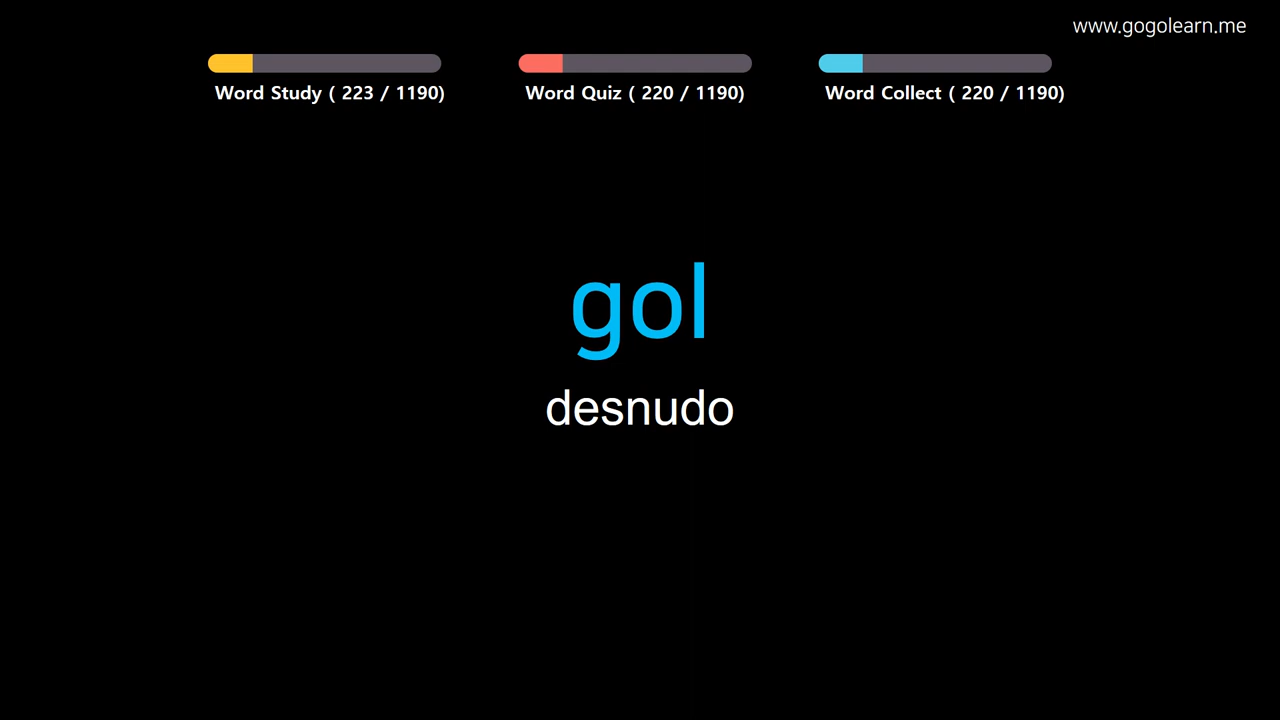 www.gogolearn.me
Word Study ( 223 / 1190)
Word Quiz ( 220 / 1190)
Word Collect ( 220 / 1190)
gol
desnudo